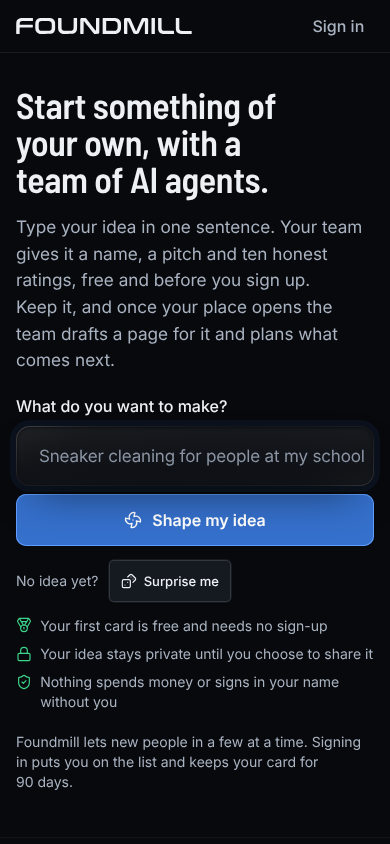 FOUNDMILL
Sign in
Start something of
your own, with a
team of AI agents.
Type your idea in one sentence. Your team
gives it a name, a pitch and ten honest
ratings, free and before you sign up.
Keep it, and once your place opens the
team drafts a page for it and plans what
comes next.
What do you want to make?
Sneaker cleaning for people at my school
Shape my idea
No idea yet?
Surprise me
Your first card is free and needs no sign-up
Your idea stays private until you choose to share it
Nothing spends money or signs in your name
without you
Foundmill lets new people in a few at a time. Signing
in puts you on the list and keeps your card for
90 days.